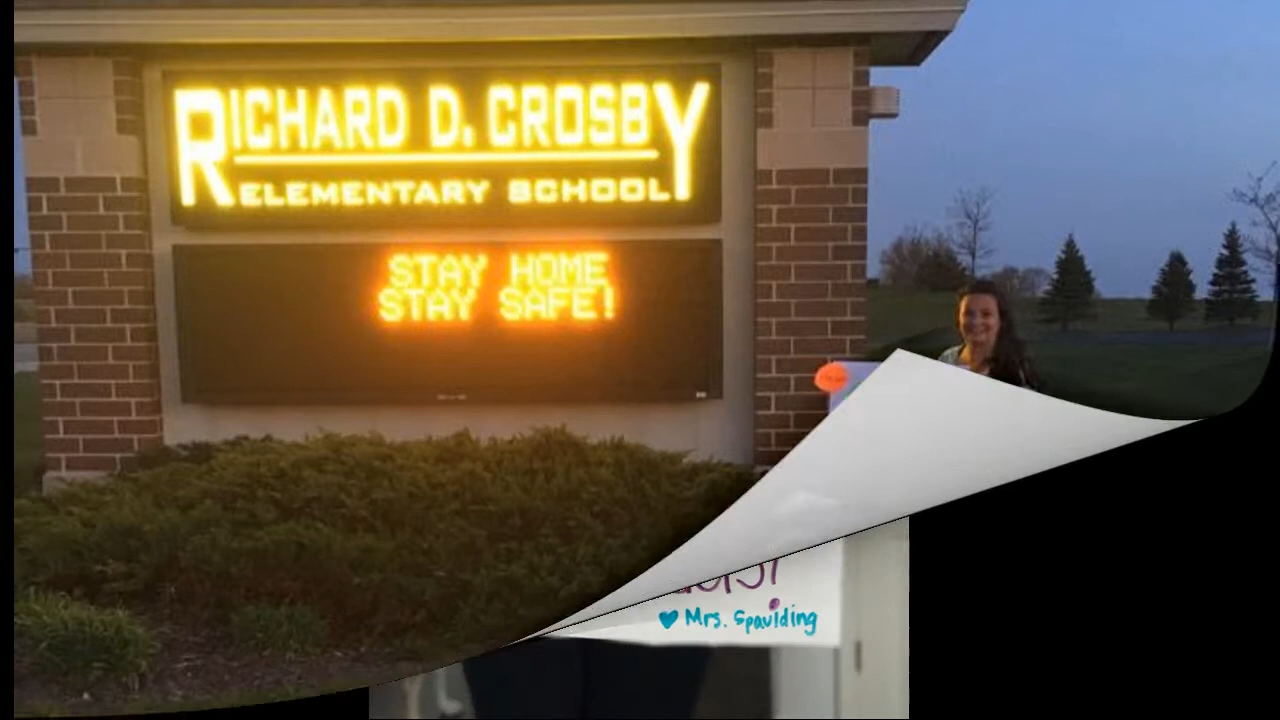 RICHARD D. CROSBY
ELEMENTARY SCHOOL
STAY HOME
STAY SAFE!
♥ Mrs. Spaulding